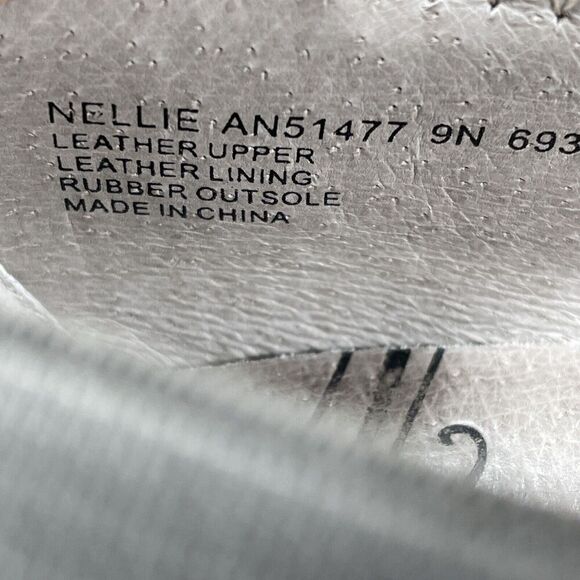 NELLIE AN51477 9N 693
LEATHER UPPER
LEATHER LINING
RUBBER OUTSOLE
MADE IN CHINA